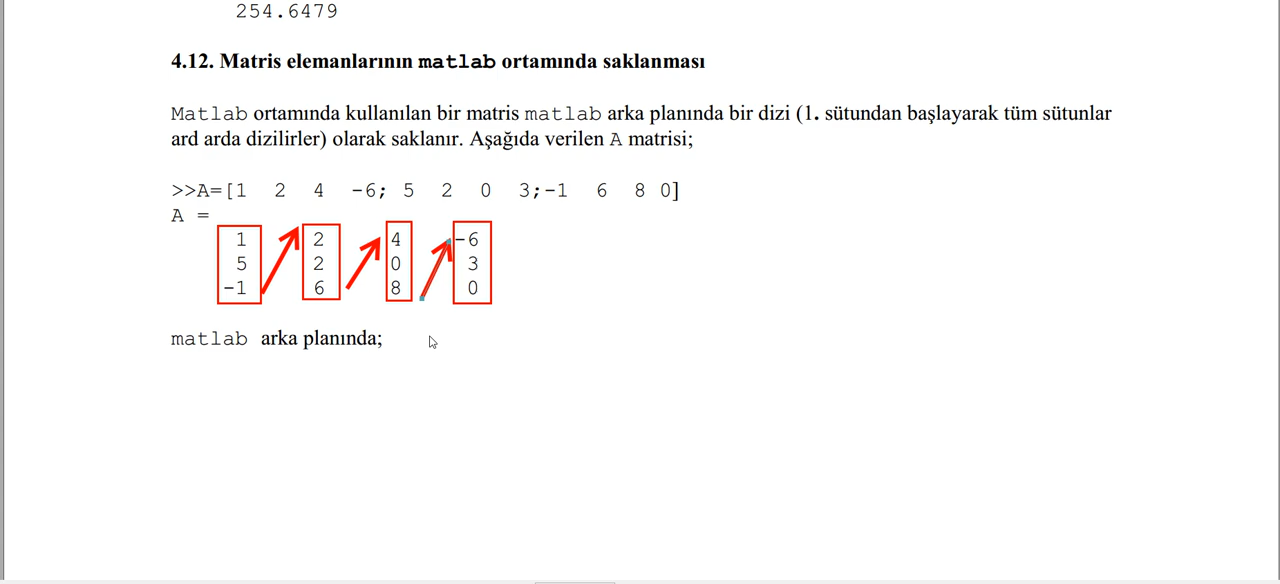 254.6479
4.12. Matris elemanlarının matlab ortamında saklanması
Matlab ortamında kullanılan bir matris matlab arka planında bir dizi (1. sütundan başlayarak tüm sütunlar
ard arda dizilirler) olarak saklanır. Aşağıda verilen A matrisi;
>>A=[1 2 4 -6; 5 2 0 3;-1 6 8 0]
A =
1 2 4 -6
5 2 0 3
-1 6 8 0
matlab arka planında;